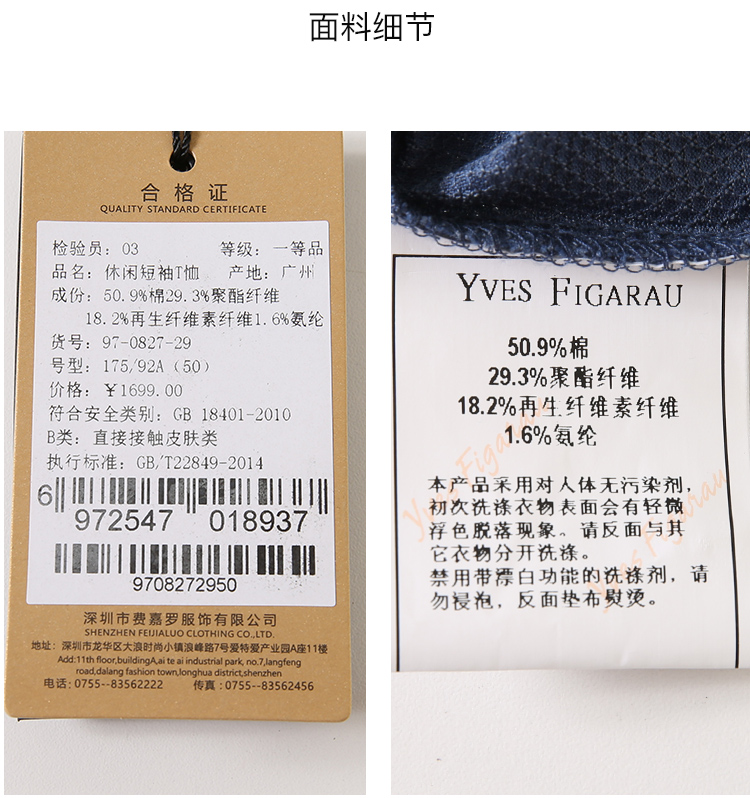 面料细节
合格证
QUALITY STANDARD CERTIFICATE
检验员：03 等级：一等品
品名：休闲短袖T恤 产地：广州
成份：50.9%棉29.3%聚酯纤维
18.2%再生纤维素纤维1.6%氨纶
货号：97-0827-29
号型：175/92A（50）
价格：￥1699.00
符合安全类别：GB 18401-2010
B类：直接接触皮肤类
执行标准：GB/T22849-2014
6 972547 018937
9708272950
深圳市费嘉罗服饰有限公司
SHENZHEN FEIJIALUO CLOTHING CO.,LTD.
地址：深圳市龙华区大浪时尚小镇浪峰路7号爱特爱产业园A座11楼
Add:11th floor,buildingA,ai te ai industrial park, no.7,langfeng
road,dalang fashion town,longhua district,shenzhen
电话：0755--83562222 传真：0755--83562456
YVES FIGARAU
50.9%棉
29.3%聚酯纤维
18.2%再生纤维素纤维
1.6%氨纶
本产品采用对人体无污染剂，
初次洗涤衣物表面会有轻微
浮色脱落现象。请反面与其
它衣物分开洗涤。
禁用带漂白功能的洗涤剂，请
勿浸泡，反面垫布熨烫。
Yves Figarau
Yves Figarau